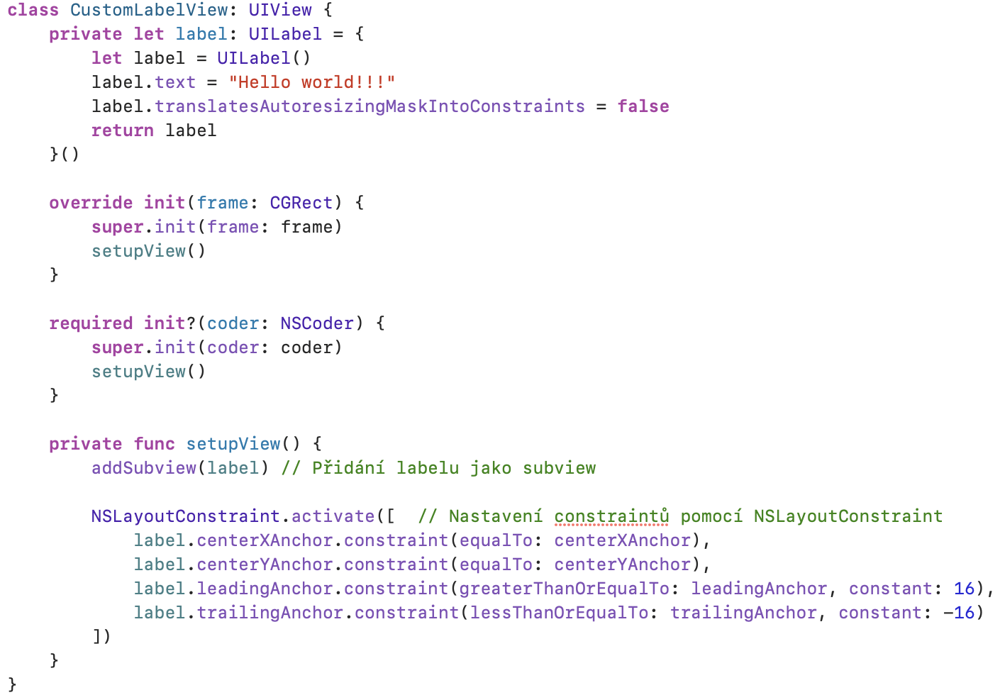 class CustomLabelView: UIView {
    private let label: UILabel = {
        let label = UILabel()
        label.text = "Hello world!!!"
        label.translatesAutoresizingMaskIntoConstraints = false
        return label
    }()

    override init(frame: CGRect) {
        super.init(frame: frame)
        setupView()
    }

    required init?(coder: NSCoder) {
        super.init(coder: coder)
        setupView()
    }

    private func setupView() {
        addSubview(label) // Přidání labelu jako subview

        NSLayoutConstraint.activate([  // Nastavení constraintů pomocí NSLayoutConstraint
            label.centerXAnchor.constraint(equalTo: centerXAnchor),
            label.centerYAnchor.constraint(equalTo: centerYAnchor),
            label.leadingAnchor.constraint(greaterThanOrEqualTo: leadingAnchor, constant: 16),
            label.trailingAnchor.constraint(lessThanOrEqualTo: trailingAnchor, constant: -16)
        ])
    }
}